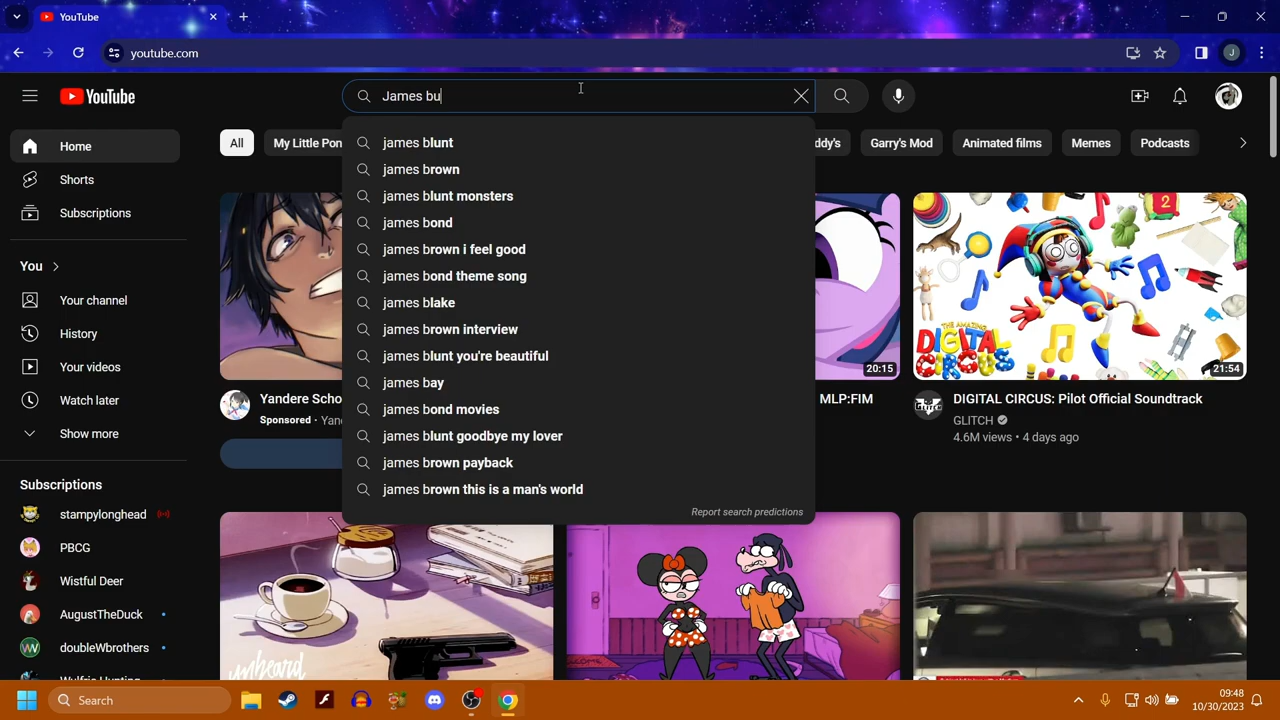 YouTube
youtube.com
J
YouTube
James bu
All
My Little Pon
ddy's
Garry's Mod
Animated films
Memes
Podcasts
james blunt
james brown
james blunt monsters
james bond
james brown i feel good
james bond theme song
james blake
james brown interview
james blunt you're beautiful
james bay
james bond movies
james blunt goodbye my lover
james brown payback
james brown this is a man's world
Report search predictions
Home
Shorts
Subscriptions
You
Your channel
History
Your videos
Watch later
Show more
Subscriptions
stampylonghead
PBCG
Wistful Deer
AugustTheDuck
doubleWbrothers
Yandere Scho
Sponsored · Yan
20:15
MLP:FIM
2
THE AMAZING
DIGITAL
CIRCUS
21:54
DIGITAL CIRCUS: Pilot Official Soundtrack
GLITCH
4.6M views • 4 days ago
unheard
Search
09:48
10/30/2023